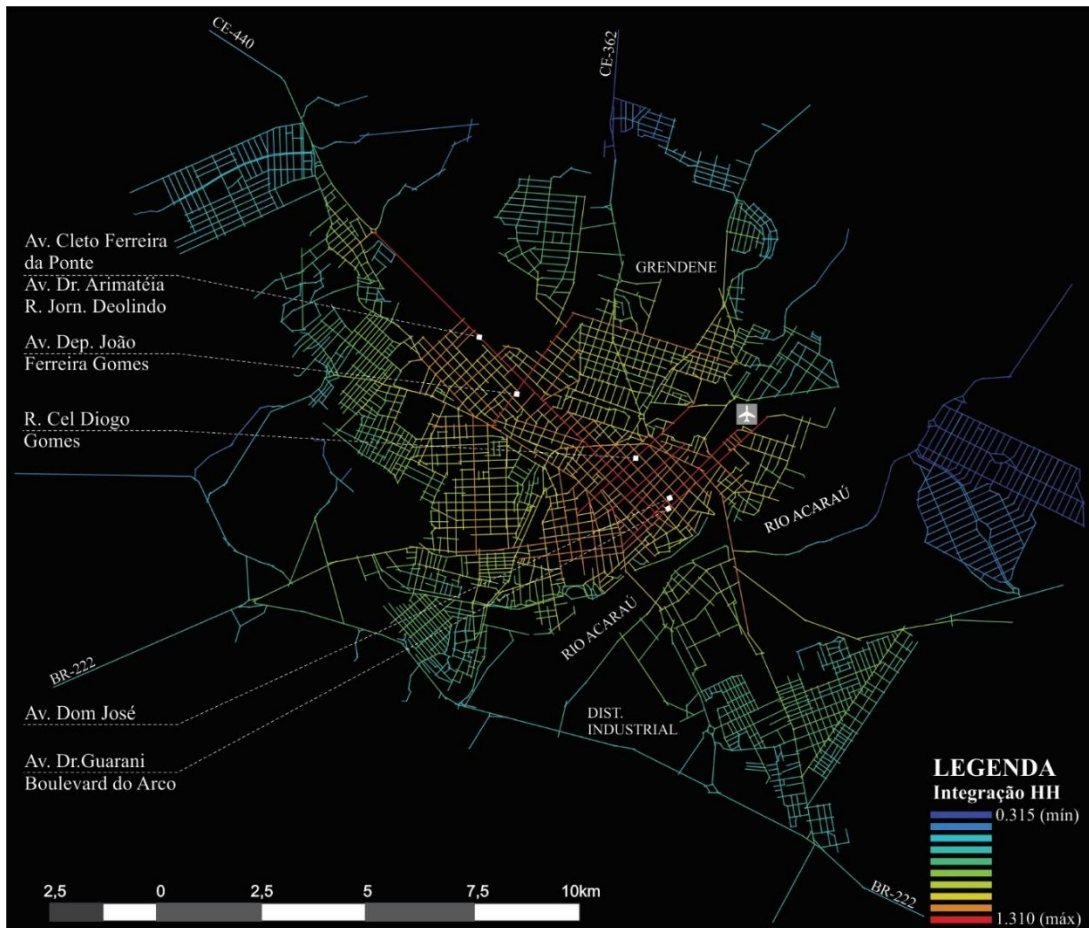 CE-440
CE-362
Av. Cleto Ferreira
da Ponte
Av. Dr. Arimatéia
R. Jorn. Deolindo
GRENDENE
Av. Dep. João
Ferreira Gomes
R. Cel Diogo
Gomes
RIO ACARAÚ
RIO ACARAÚ
BR-222
Av. Dom José
DIST.
INDUSTRIAL
Av. Dr.Guarani
Boulevard do Arco
LEGENDA
Integração HH
0.315 (mín)
1.310 (máx)
BR-222
2,5 0 2,5 5 7,5 10km